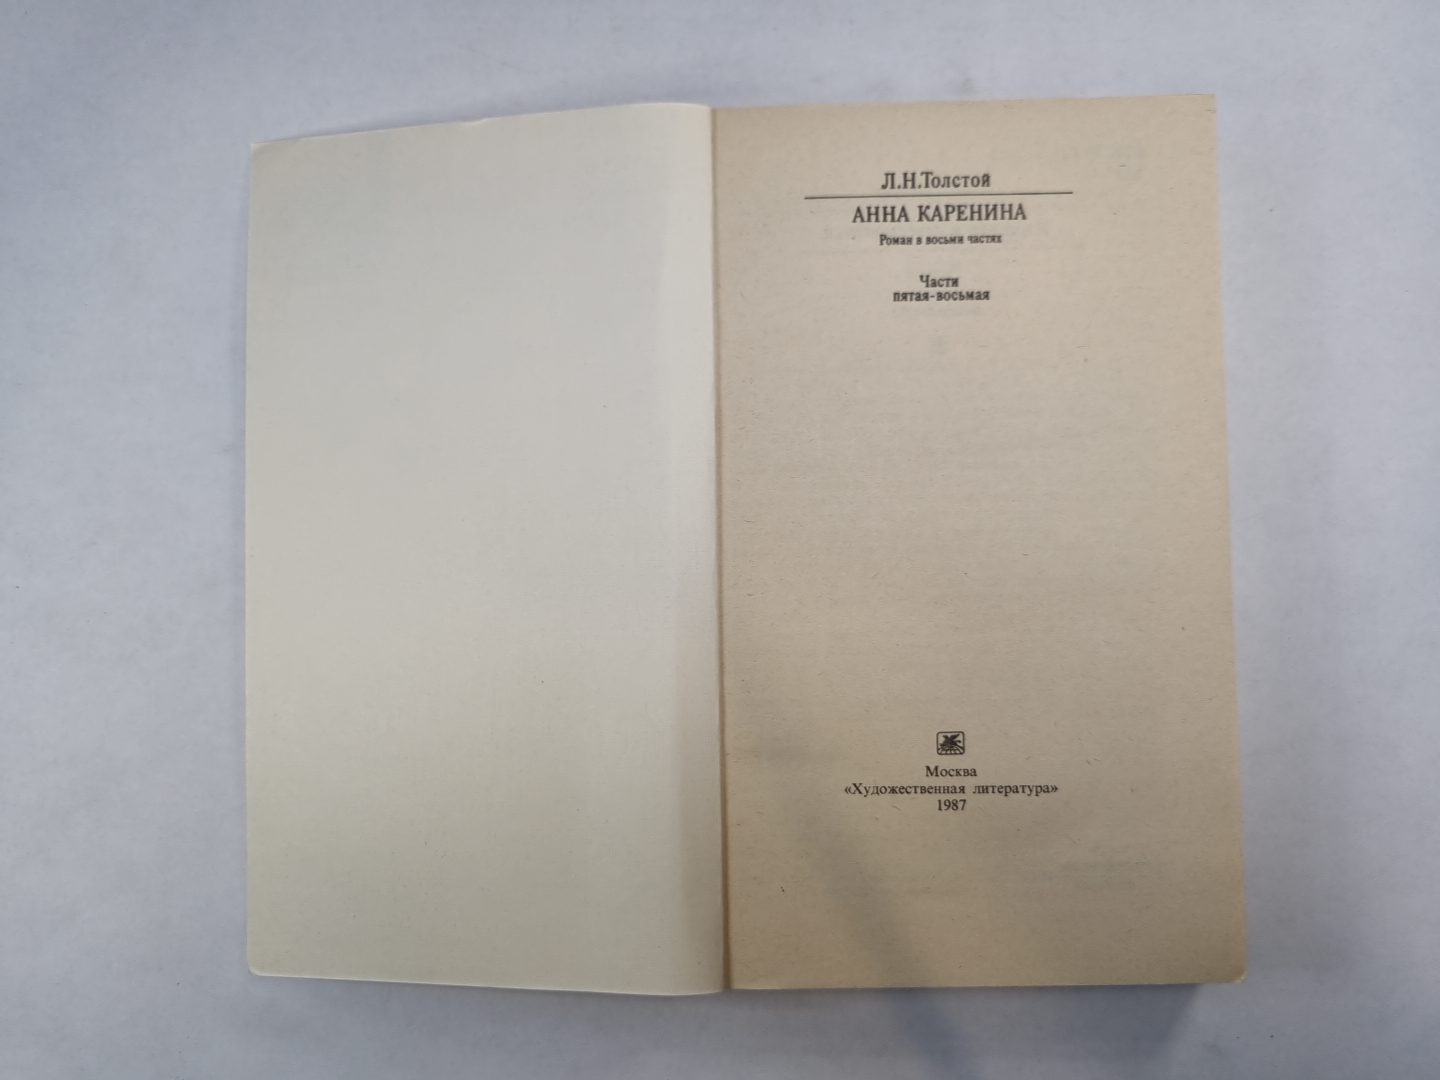 Л.Н.Толстой
АННА КАРЕНИНА
Роман в восьми частях
Части
пятая-восьмая
Москва
«Художественная литература»
1987